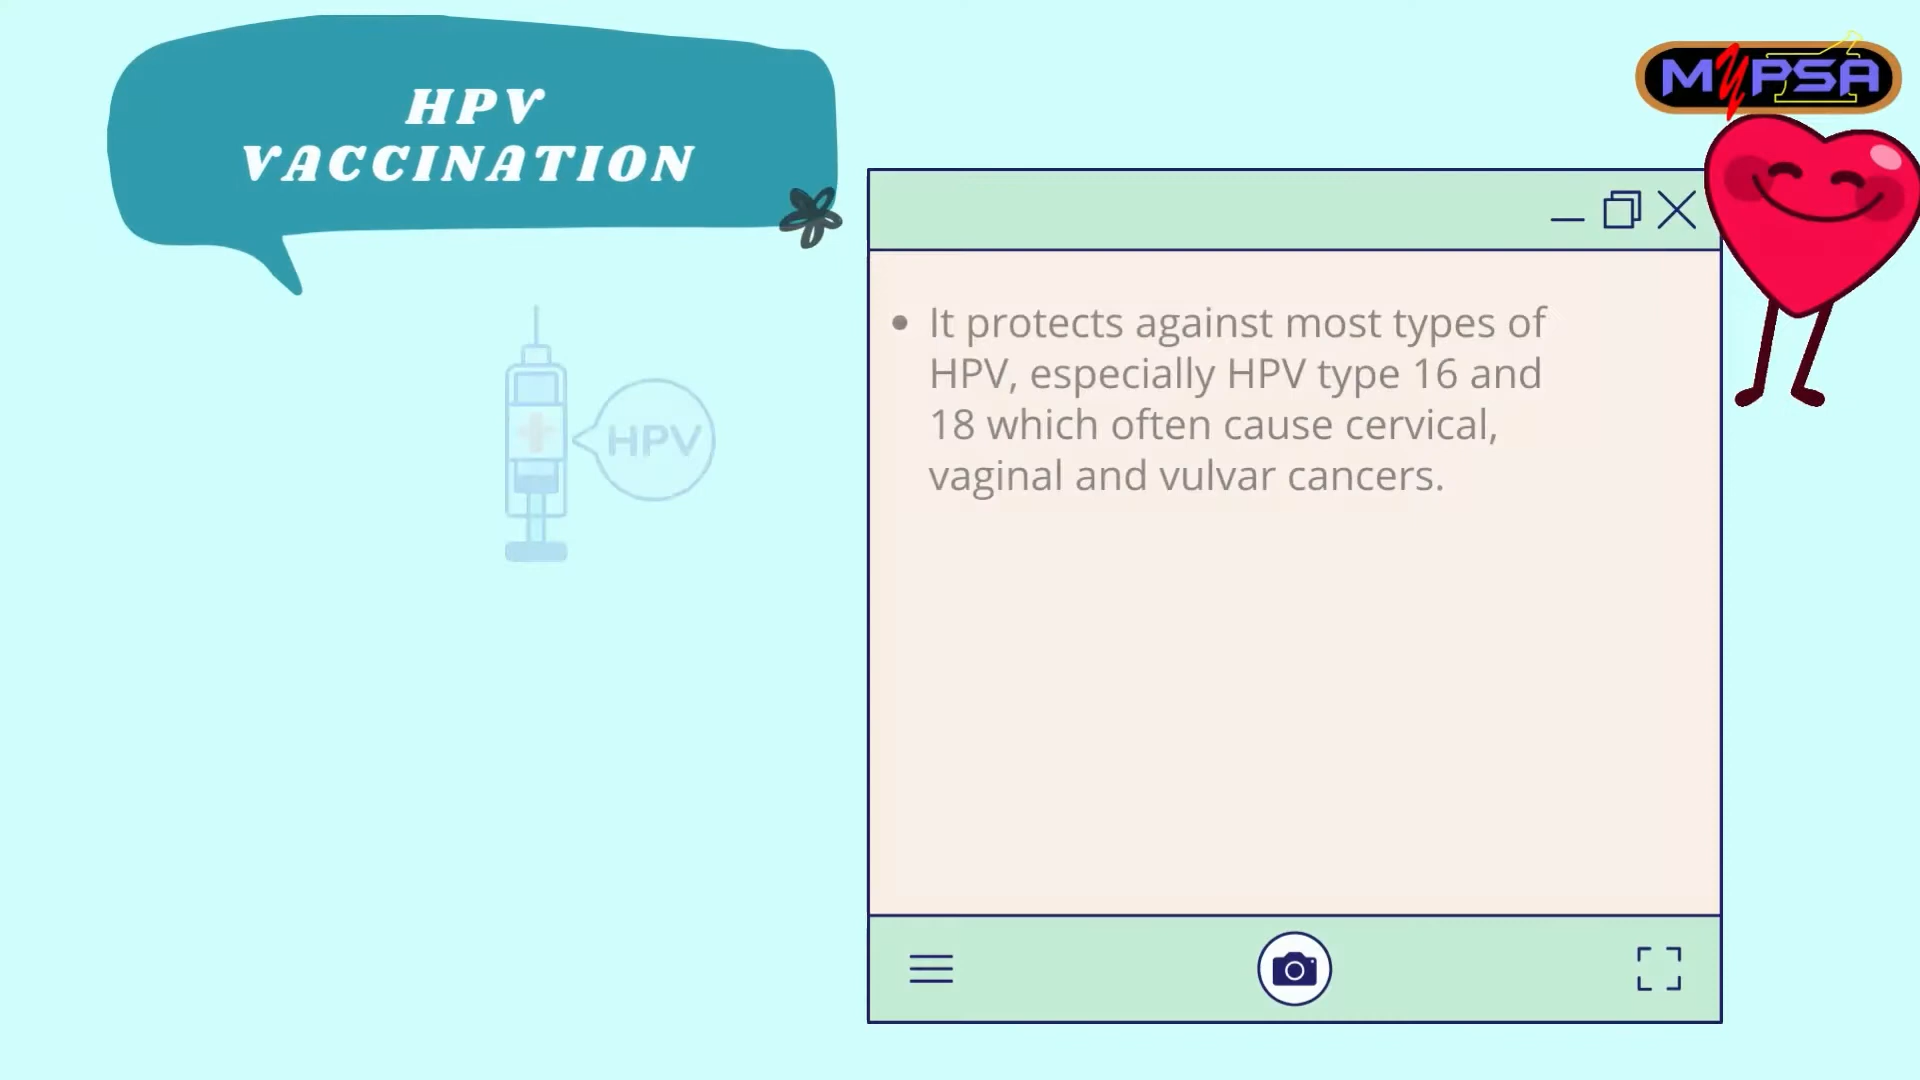 HPV
VACCINATION
MYPSA
HPV
• It protects against most types of
HPV, especially HPV type 16 and
18 which often cause cervical,
vaginal and vulvar cancers.